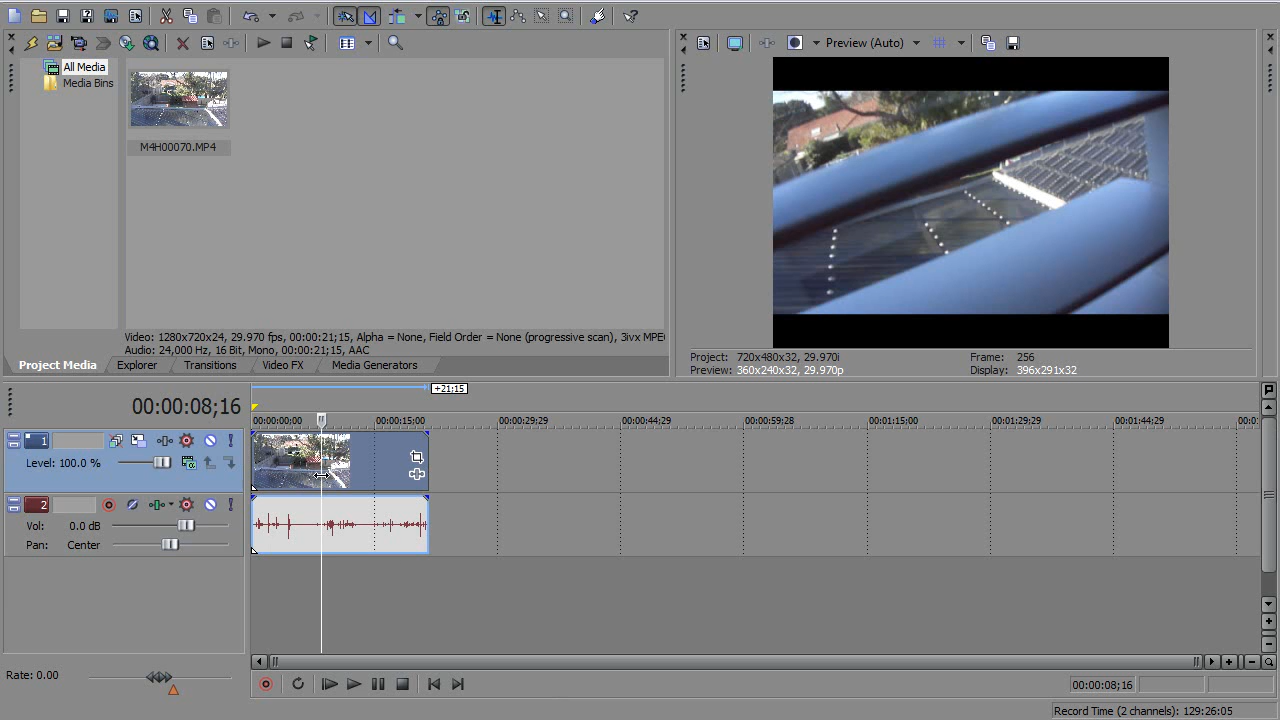 Preview (Auto)
All Media
Media Bins
M4H00070.MP4
Video: 1280x720x24, 29.970 fps, 00:00:21;15, Alpha = None, Field Order = None (progressive scan), 3ivx MPE
Audio: 24,000 Hz, 16 Bit, Mono, 00:00:21;15, AAC
Project Media Explorer Transitions Video FX Media Generators
Project: 720x480x32, 29.970i Frame: 256
Preview: 360x240x32, 29.970p Display: 396x291x32
+21;15
00:00:08;16
00:00:00;00 00:00:15;00 00:00:29;29 00:00:44;29 00:00:59;28 00:01:15;00 00:01:29;29 00:01:44;29 00:0
1
Level: 100.0 %
2
Vol: 0.0 dB
Pan: Center
Rate: 0.00
00:00:08;16
Record Time (2 channels): 129:26:05